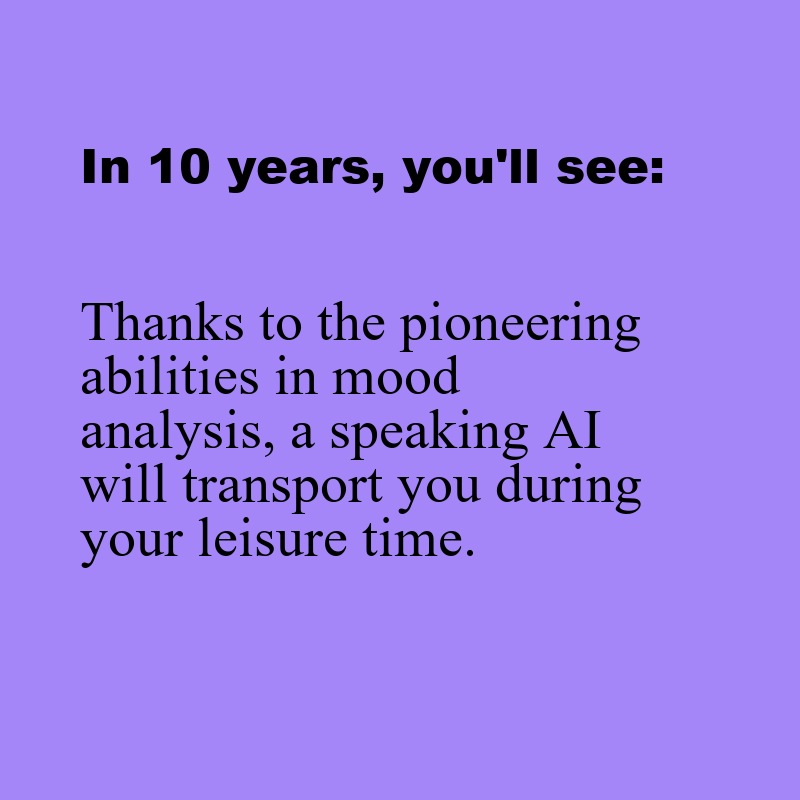 In 10 years, you'll see:
Thanks to the pioneering
abilities in mood
analysis, a speaking AI
will transport you during
your leisure time.